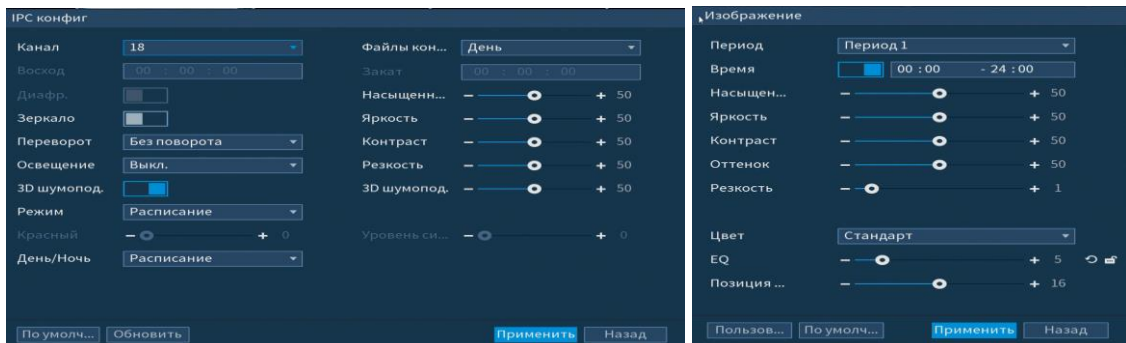 IPC конфиг
Канал 18 Файлы кон... День
Восход 00 : 00 : 00 Закат 00 : 00 : 00
Диафр. Насыщенн... 50
Зеркало Яркость 50
Переворот Без поворота Контраст 50
Освещение Выкл. Резкость 50
3D шумопод. 3D шумопод. 50
Режим Расписание
Красный 0 Уровень си... 0
День/Ночь Расписание
По умолч... Обновить Применить Назад
Изображение
Период Период 1
Время 00 : 00 - 24 : 00
Насыщен... 50
Яркость 50
Контраст 50
Оттенок 50
Резкость 1
Цвет Стандарт
EQ 5
Позиция ... 16
Пользов... По умолч... Применить Назад